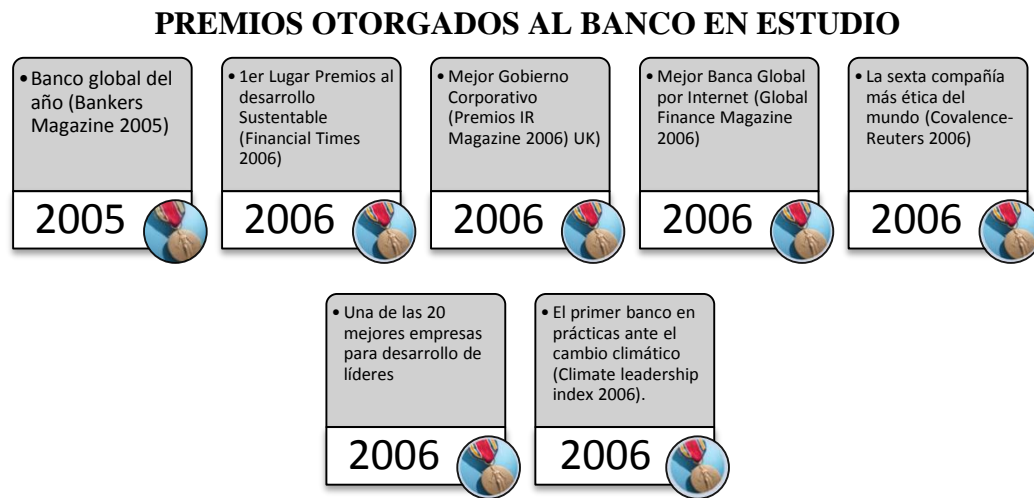 PREMIOS OTORGADOS AL BANCO EN ESTUDIO
• Banco global del
año (Bankers
Magazine 2005)
2005
• 1er Lugar Premios al
desarrollo
Sustentable
(Financial Times
2006)
2006
• Mejor Gobierno
Corporativo
(Premios IR
Magazine 2006) UK)
2006
• Mejor Banca Global
por Internet (Global
Finance Magazine
2006)
2006
• La sexta compañía
más ética del
mundo (Covalence-
Reuters 2006)
2006
• Una de las 20
mejores empresas
para desarrollo de
líderes
2006
• El primer banco en
prácticas ante el
cambio climático
(Climate leadership
index 2006).
2006